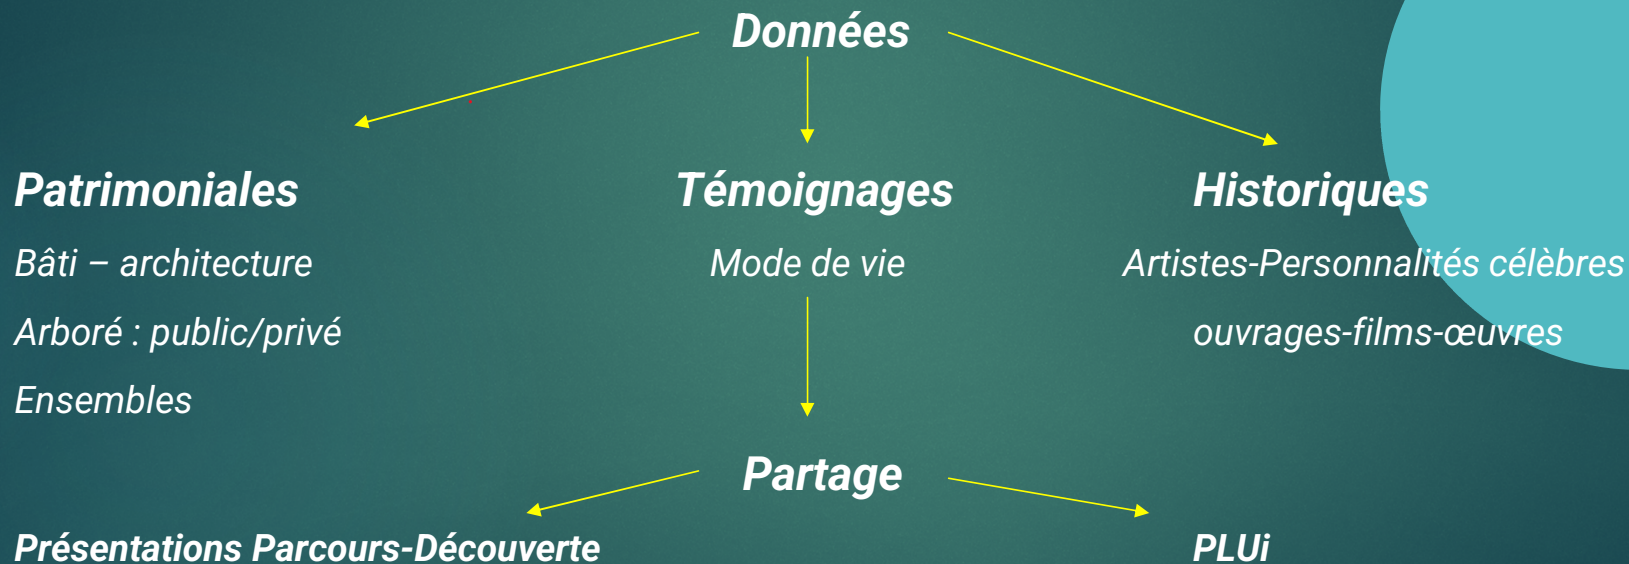 Données
Patrimoniales
Témoignages
Historiques
Bâti – architecture
Mode de vie
Artistes-Personnalités célèbres
Arboré : public/privé
ouvrages-films-œuvres
Ensembles
Partage
Présentations Parcours-Découverte
PLUi